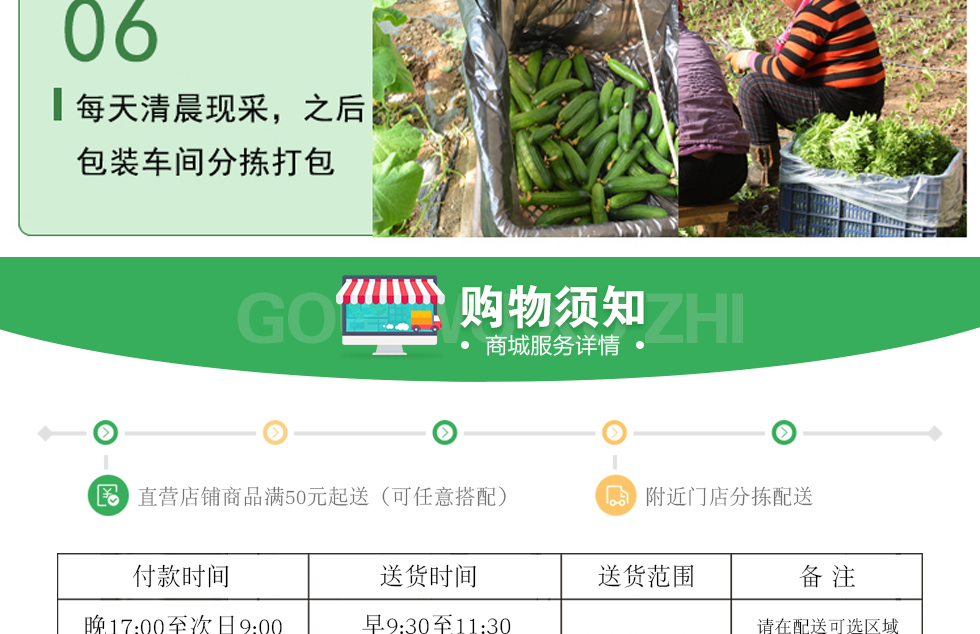 06
每天清晨现采，之后
包装车间分拣打包
购物须知
• 商城服务详情 •
直营店铺商品满50元起送（可任意搭配）
附近门店分拣配送
付款时间 送货时间 送货范围 备 注
晚17:00至次日9:00 早9:30至11:30 请在配送可选区域